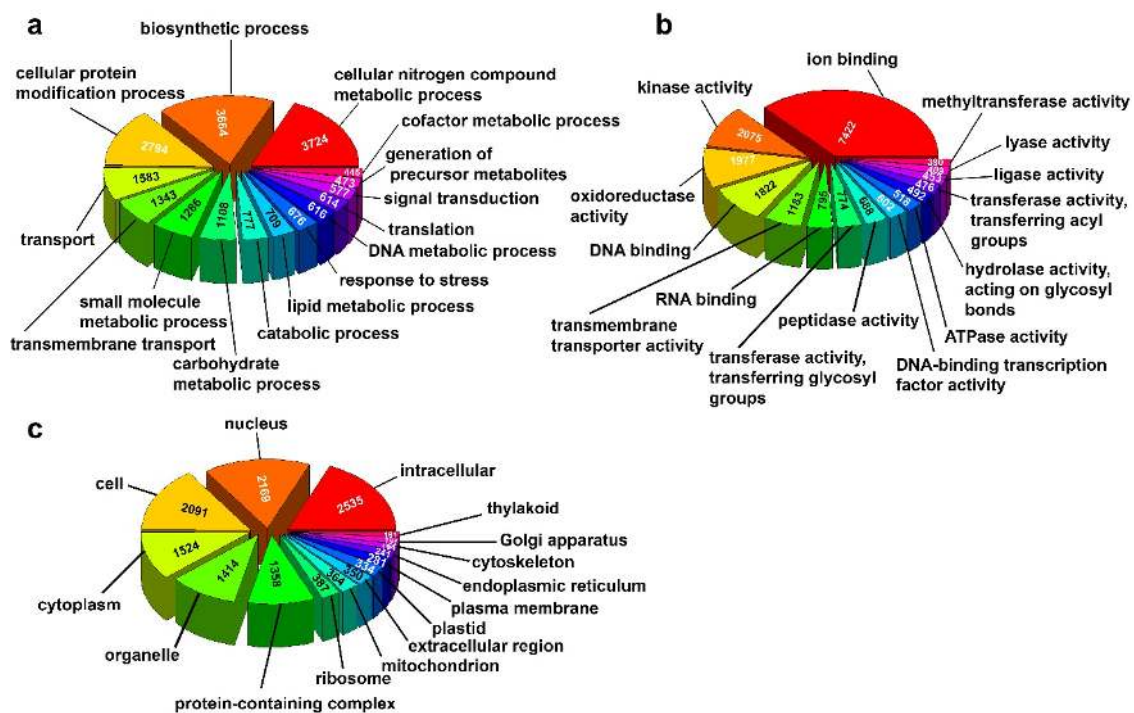 a
biosynthetic process
cellular protein
modification process
cellular nitrogen compound
metabolic process
cofactor metabolic process
generation of
precursor metabolites
signal transduction
translation
DNA metabolic process
response to stress
lipid metabolic process
catabolic process
carbohydrate
metabolic process
small molecule
metabolic process
transmembrane transport
transport
3664
3724
2794
1583
1343
1286
1108
777
709
676
616
614
577
473
b
ion binding
kinase activity
methyltransferase activity
lyase activity
ligase activity
transferase activity,
transferring acyl
groups
hydrolase activity,
acting on glycosyl
bonds
ATPase activity
DNA-binding transcription
factor activity
peptidase activity
transferase activity,
transferring glycosyl
groups
RNA binding
transmembrane
transporter activity
DNA binding
oxidoreductase
activity
7422
2075
1977
1822
1183
795
774
688
602
518
492
476
c
nucleus
intracellular
cell
thylakoid
Golgi apparatus
cytoskeleton
endoplasmic reticulum
plasma membrane
plastid
extracellular region
mitochondrion
ribosome
protein-containing complex
organelle
cytoplasm
2169
2535
2091
1524
1414
1358
387
364
350
334
281